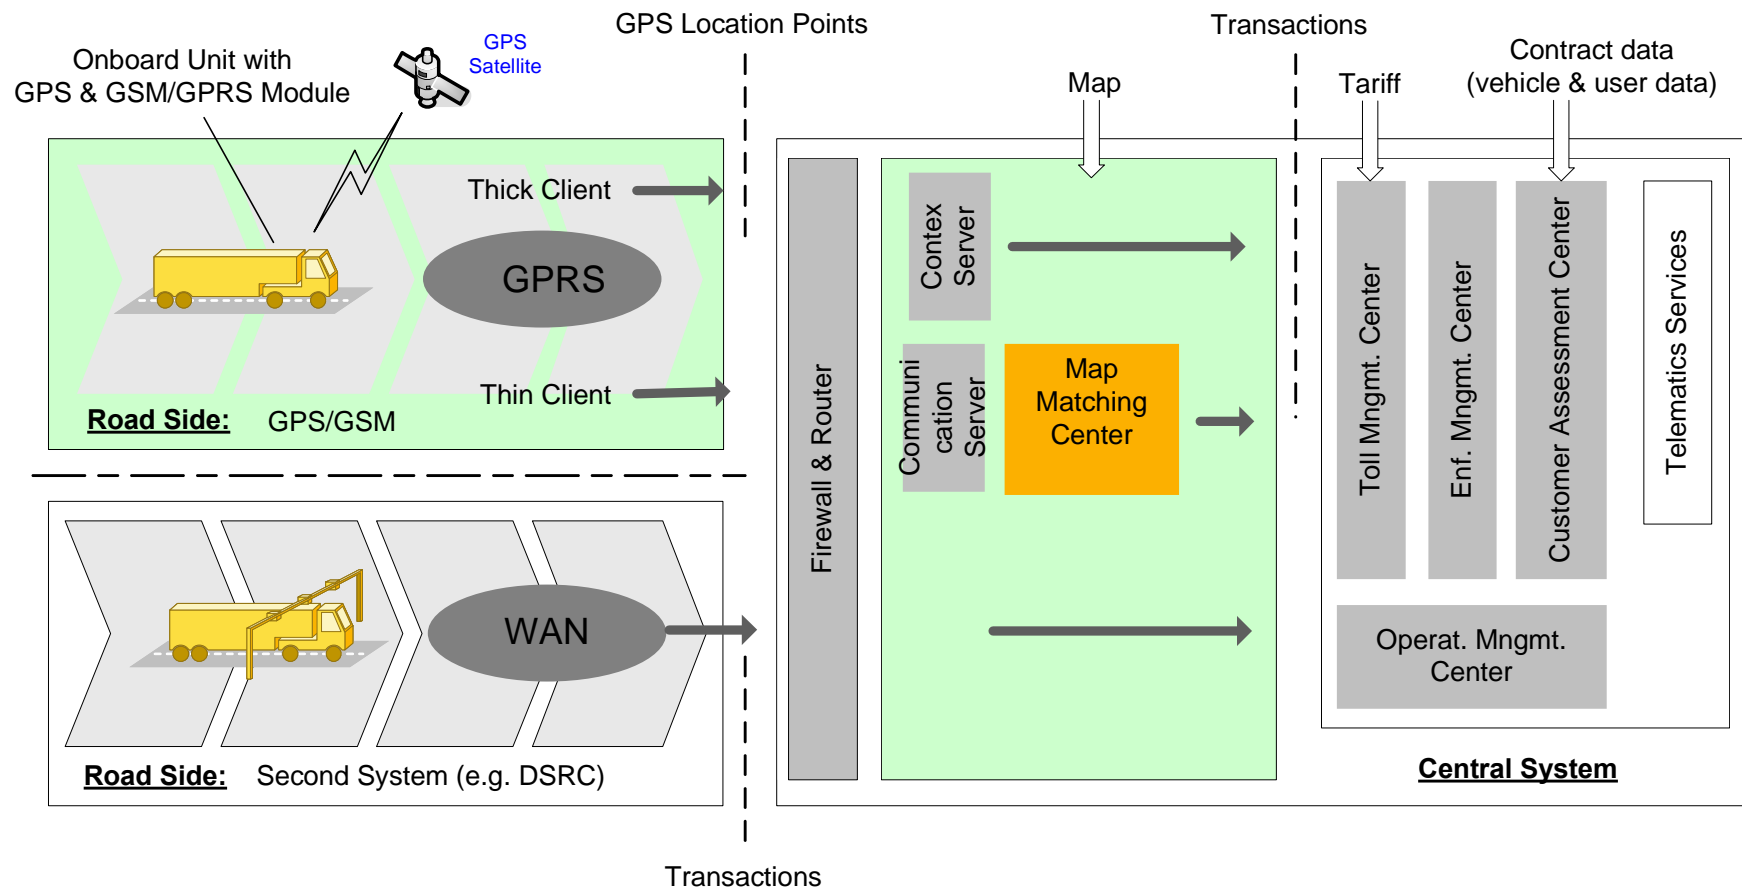 GPS Location Points
Transactions
Onboard Unit with
GPS & GSM/GPRS Module
GPS
Satellite
Map
Tariff
Contract data
(vehicle & user data)
Thick Client
GPRS
Thin Client
Road Side: GPS/GSM
WAN
Road Side: Second System (e.g. DSRC)
Transactions
Firewall & Router
Contex
Server
Communi
cation
Server
Map
Matching
Center
Toll Mngmt. Center
Enf. Mngmt. Center
Customer Assessment Center
Telematics Services
Operat. Mngmt.
Center
Central System